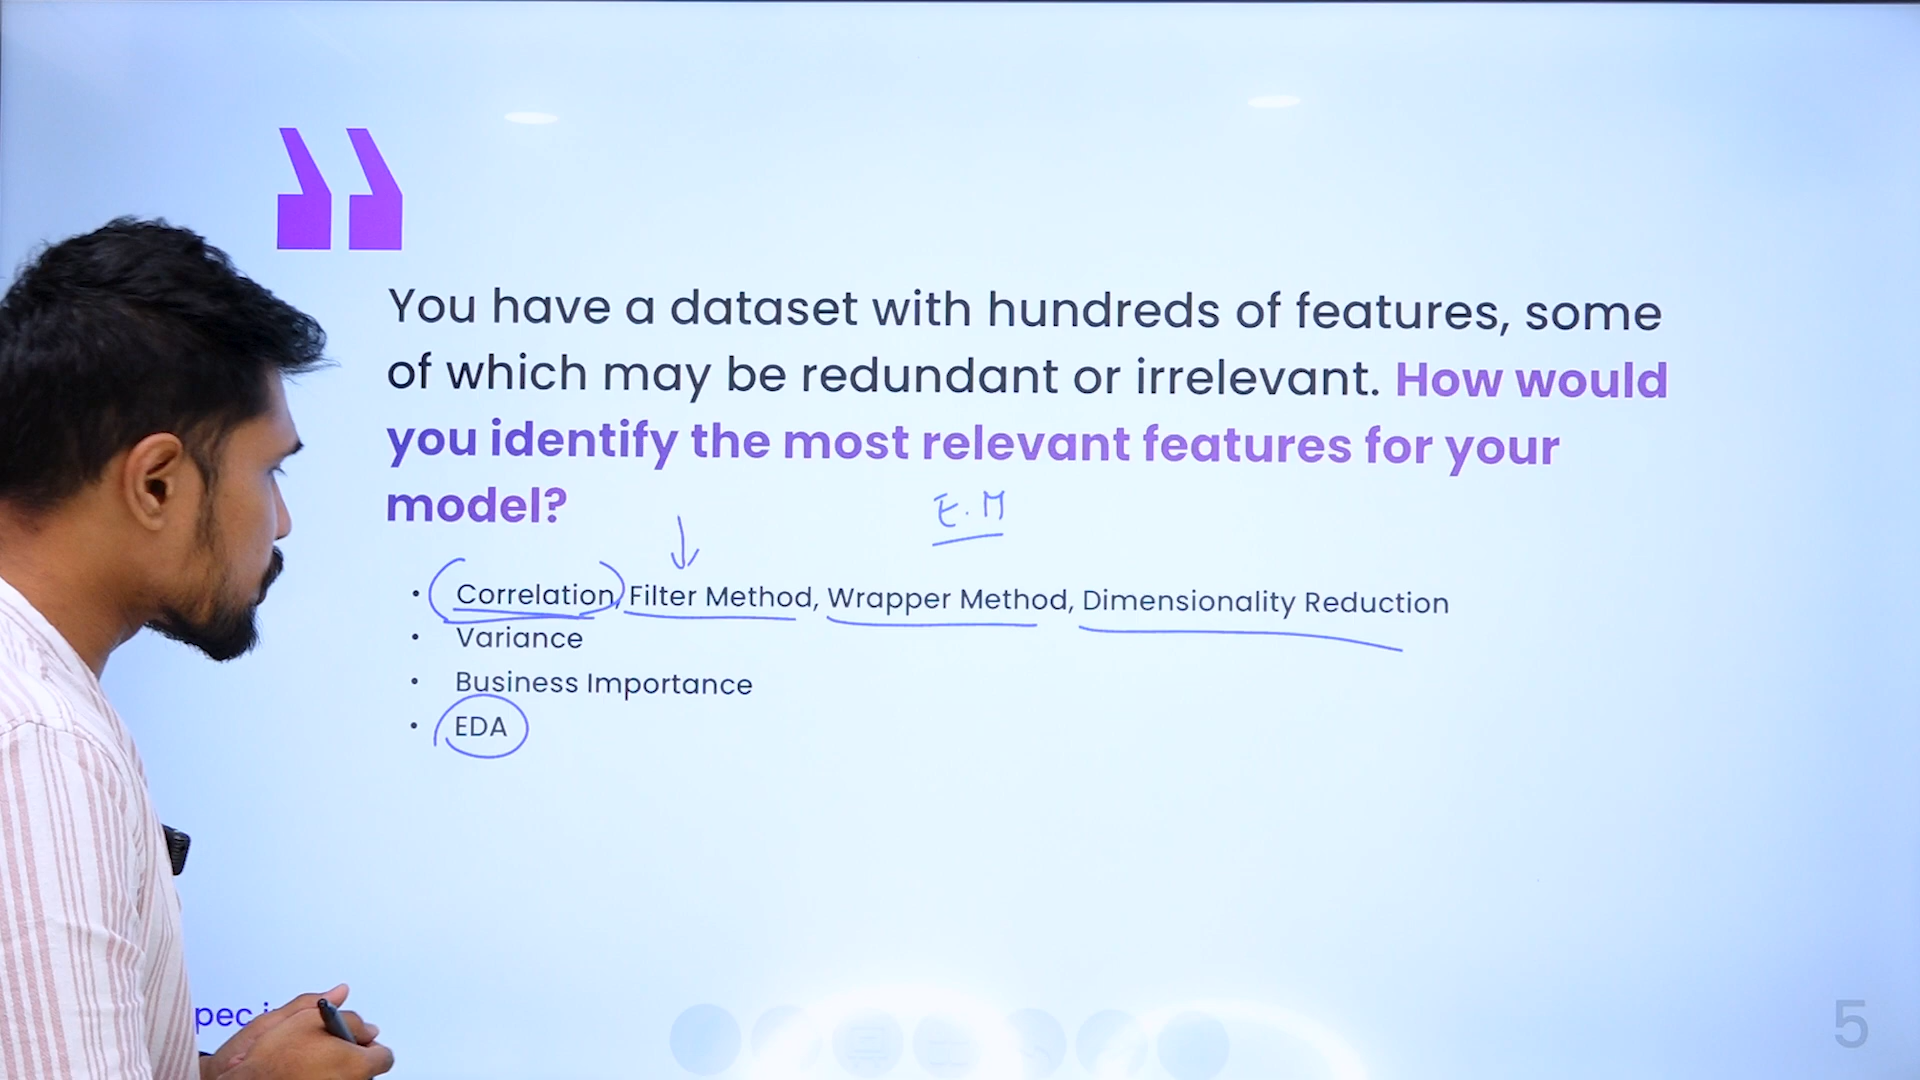 You have a dataset with hundreds of features, some
of which may be redundant or irrelevant. How would
you identify the most relevant features for your
model?
E.M
• Correlation, Filter Method, Wrapper Method, Dimensionality Reduction
• Variance
• Business Importance
• EDA
pec
5